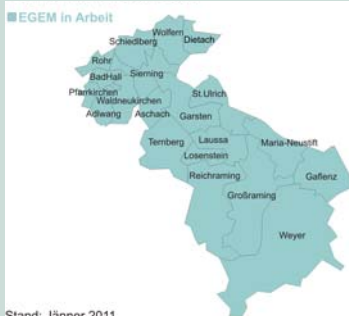 EGEM in Arbeit
Wolfern
Dietach
Schiedlberg
Rohr
Sierning
BadHall
Pfarrkirchen
Waldneukirchen
Adlwang
Aschach
St.Ulrich
Garsten
Ternberg
Laussa
Maria-Neustift
Losenstein
Reichraming
Gaflenz
Großraming
Weyer
Stand: Jänner 2011